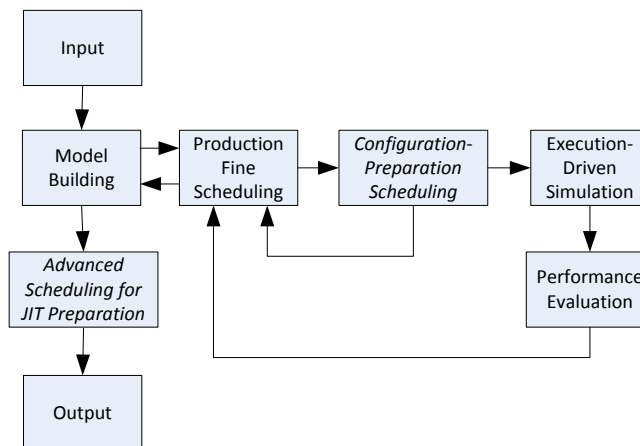 Input
Model
Building
Production
Fine
Scheduling
Configuration-
Preparation
Scheduling
Execution-
Driven
Simulation
Advanced
Scheduling for
JIT Preparation
Performance
Evaluation
Output